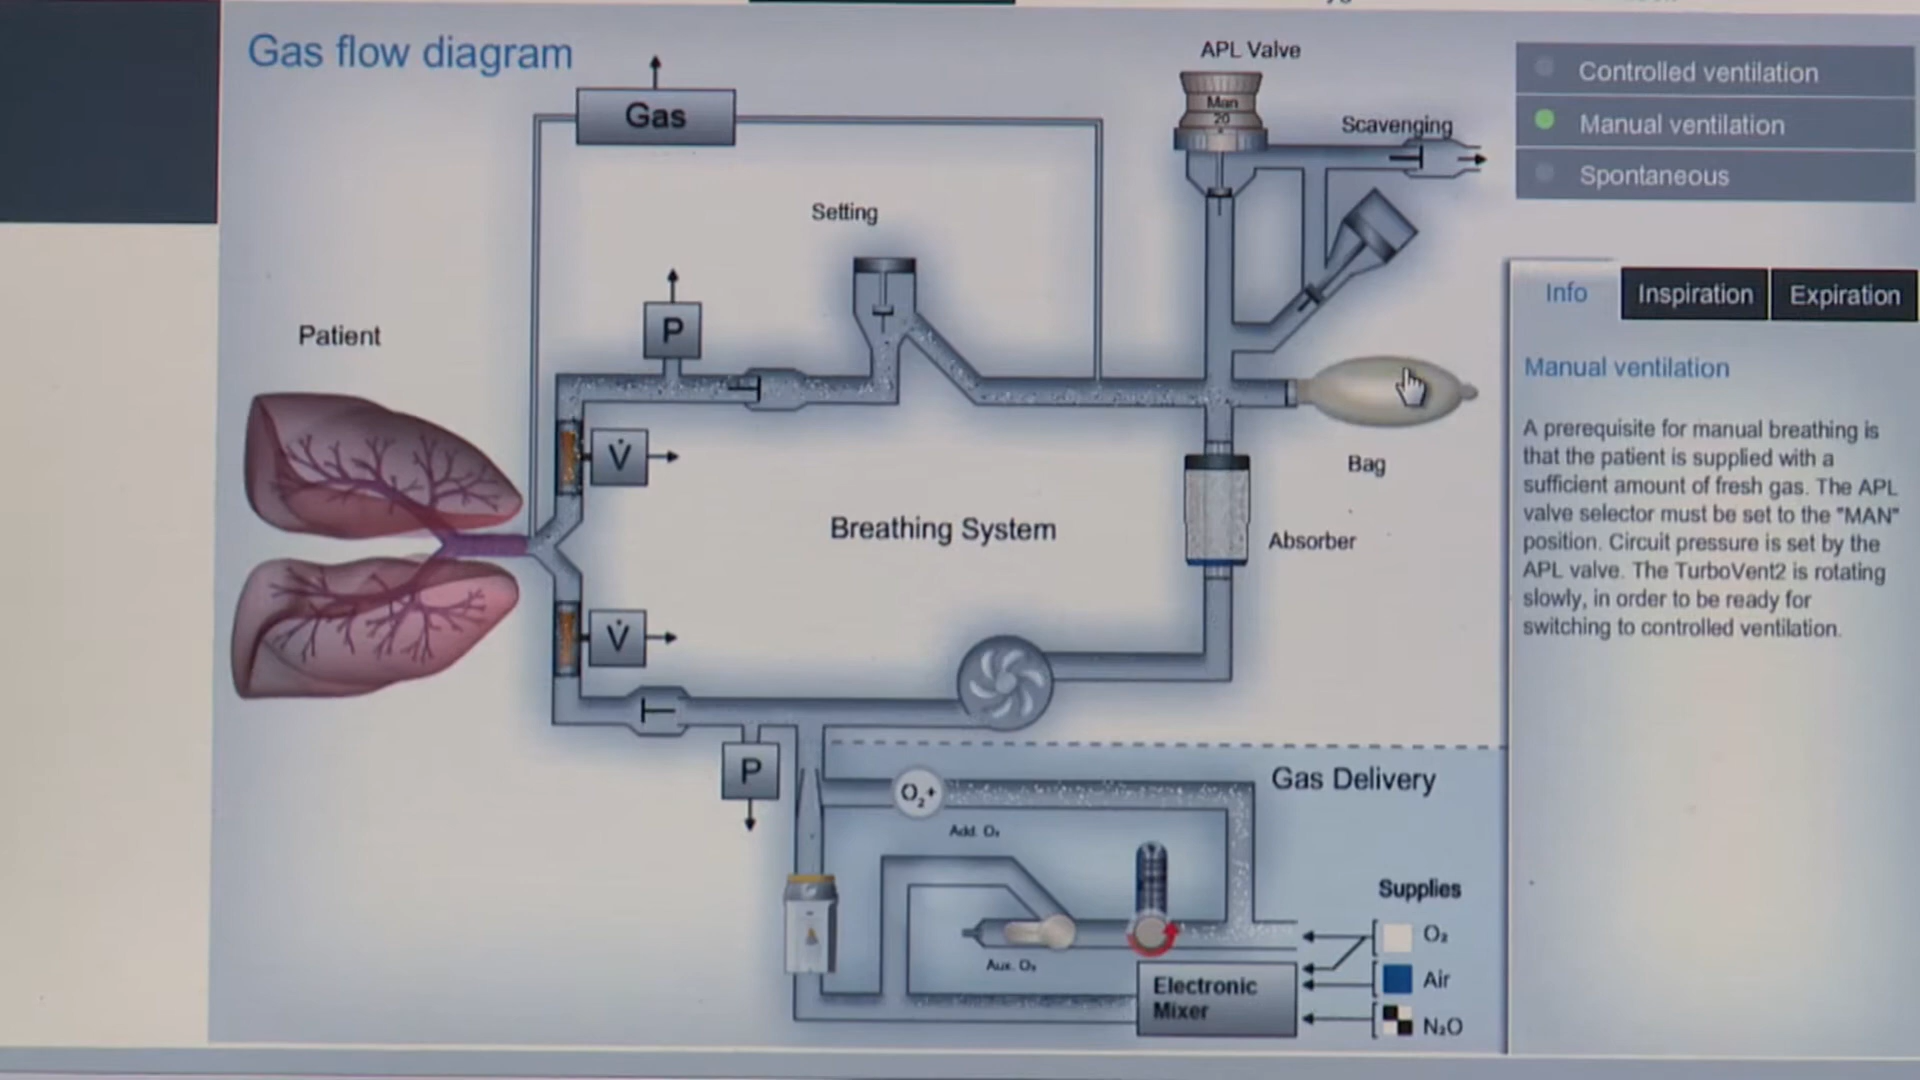 Gas flow diagram
APL Valve
Controlled ventilation
Man
20
Gas
Scavenging
Manual ventilation
Spontaneous
Setting
Info
Inspiration
Expiration
Patient
P
Manual ventilation
A prerequisite for manual breathing is
that the patient is supplied with a
sufficient amount of fresh gas. The APL
valve selector must be set to the "MAN"
position. Circuit pressure is set by the
APL valve. The TurboVent2 is rotating
slowly, in order to be ready for
switching to controlled ventilation.
V̇
Bag
Breathing System
Absorber
V̇
P
Gas Delivery
O₂+
Add. O₂
Supplies
O₂
Aux. O₂
Air
Electronic
Mixer
N₂O